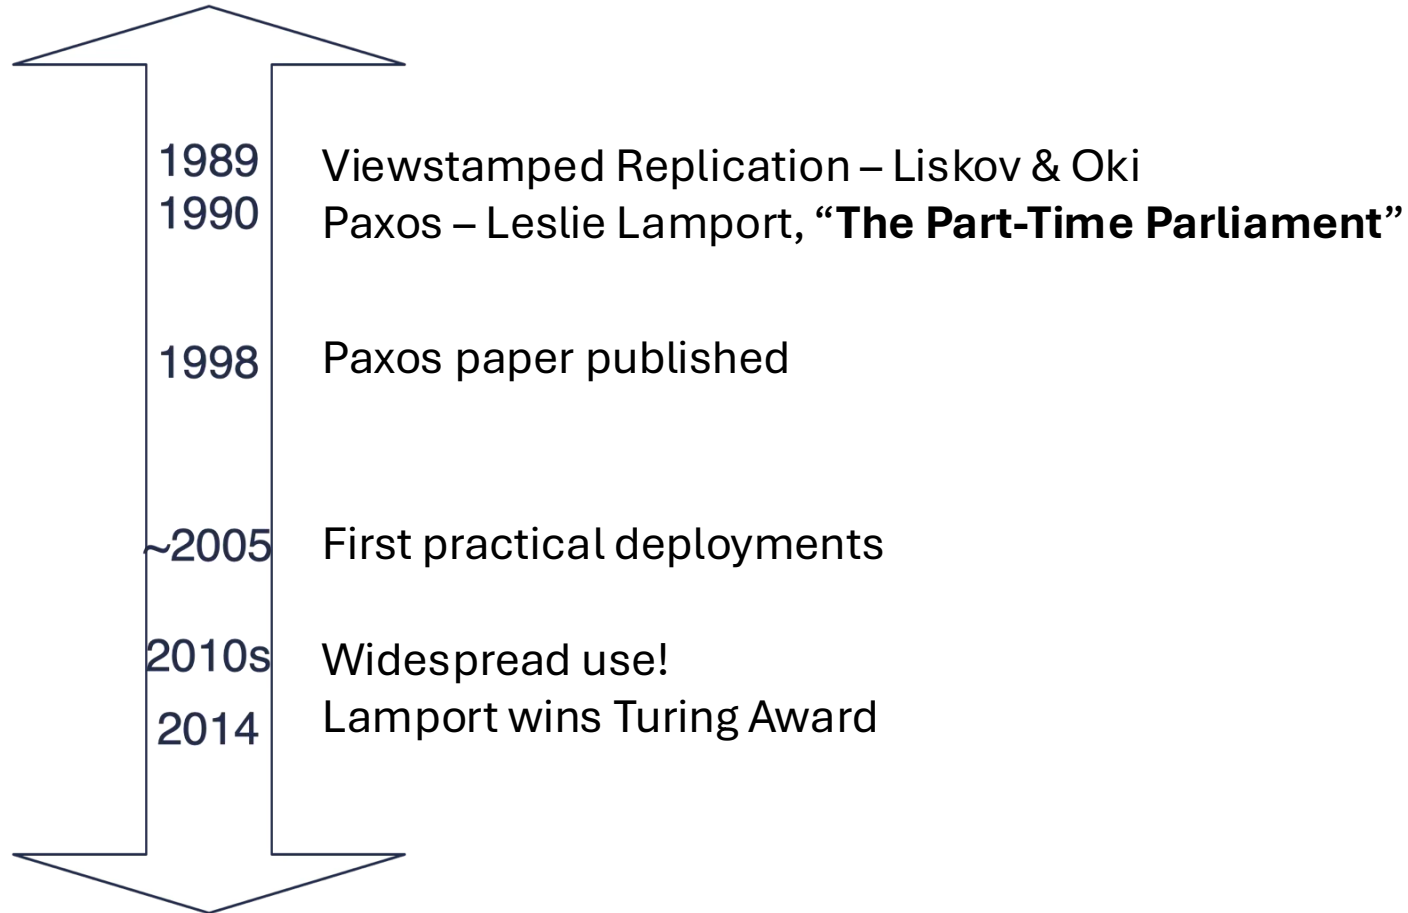 1989 Viewstamped Replication – Liskov & Oki
1990 Paxos – Leslie Lamport, “The Part-Time Parliament”
1998 Paxos paper published
~2005 First practical deployments
2010s Widespread use!
2014 Lamport wins Turing Award